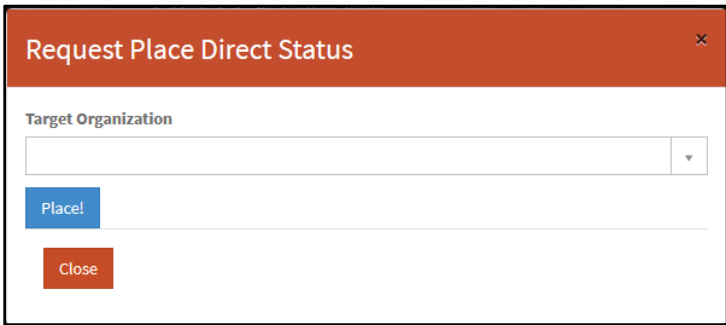 Request Place Direct Status
×
Target Organization
Place!
Close